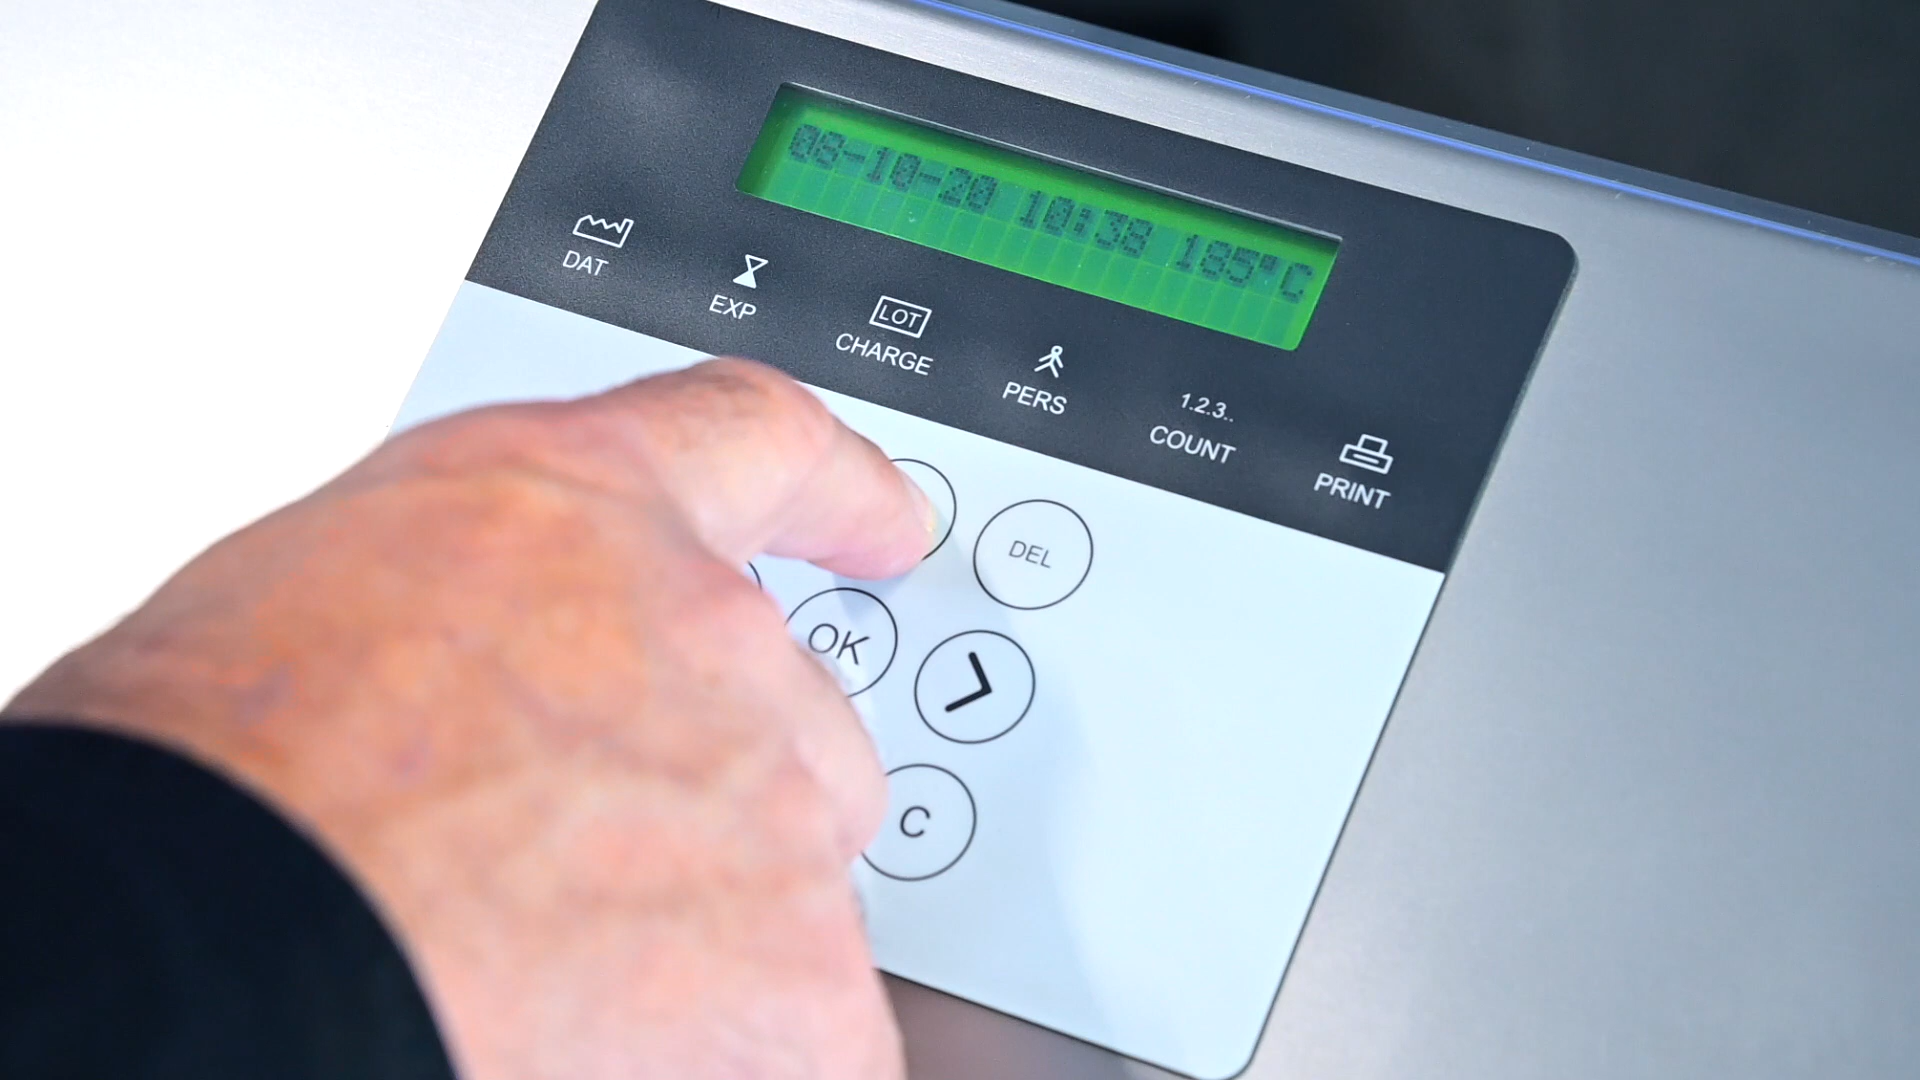 08-10-20 10:38 185°C
DAT
EXP
LOT
CHARGE
PERS
1.2.3..
COUNT
PRINT
DEL
OK
>
C